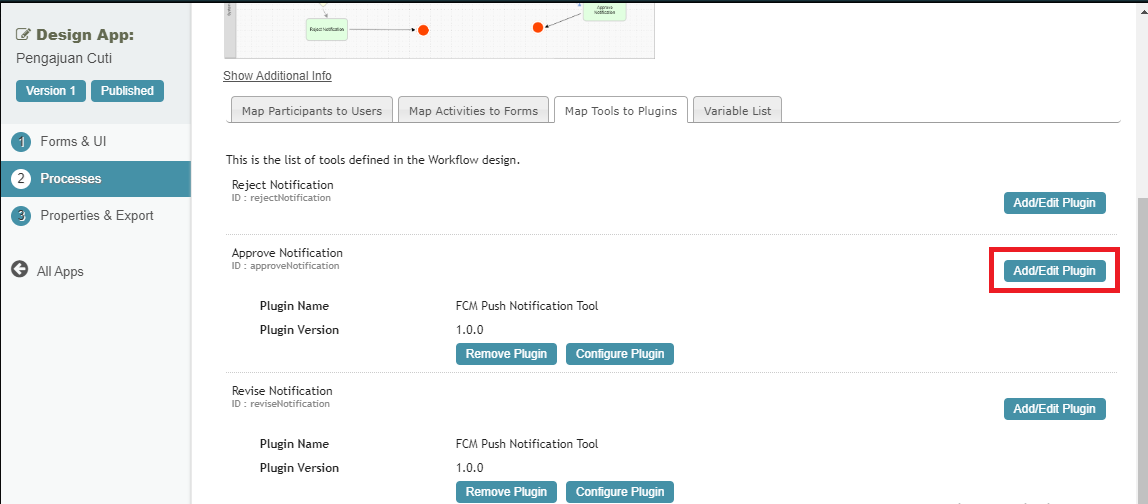 Reject Notification
Approve
Notification
Design App:
Pengajuan Cuti
Version 1 Published
1 Forms & UI
2 Processes
3 Properties & Export
All Apps
Show Additional Info
Map Participants to Users Map Activities to Forms Map Tools to Plugins Variable List
This is the list of tools defined in the Workflow design.
Reject Notification
ID : rejectNotification
Add/Edit Plugin
Approve Notification
ID : approveNotification
Add/Edit Plugin
Plugin Name FCM Push Notification Tool
Plugin Version 1.0.0
Remove Plugin Configure Plugin
Revise Notification
ID : reviseNotification
Add/Edit Plugin
Plugin Name FCM Push Notification Tool
Plugin Version 1.0.0
Remove Plugin Configure Plugin